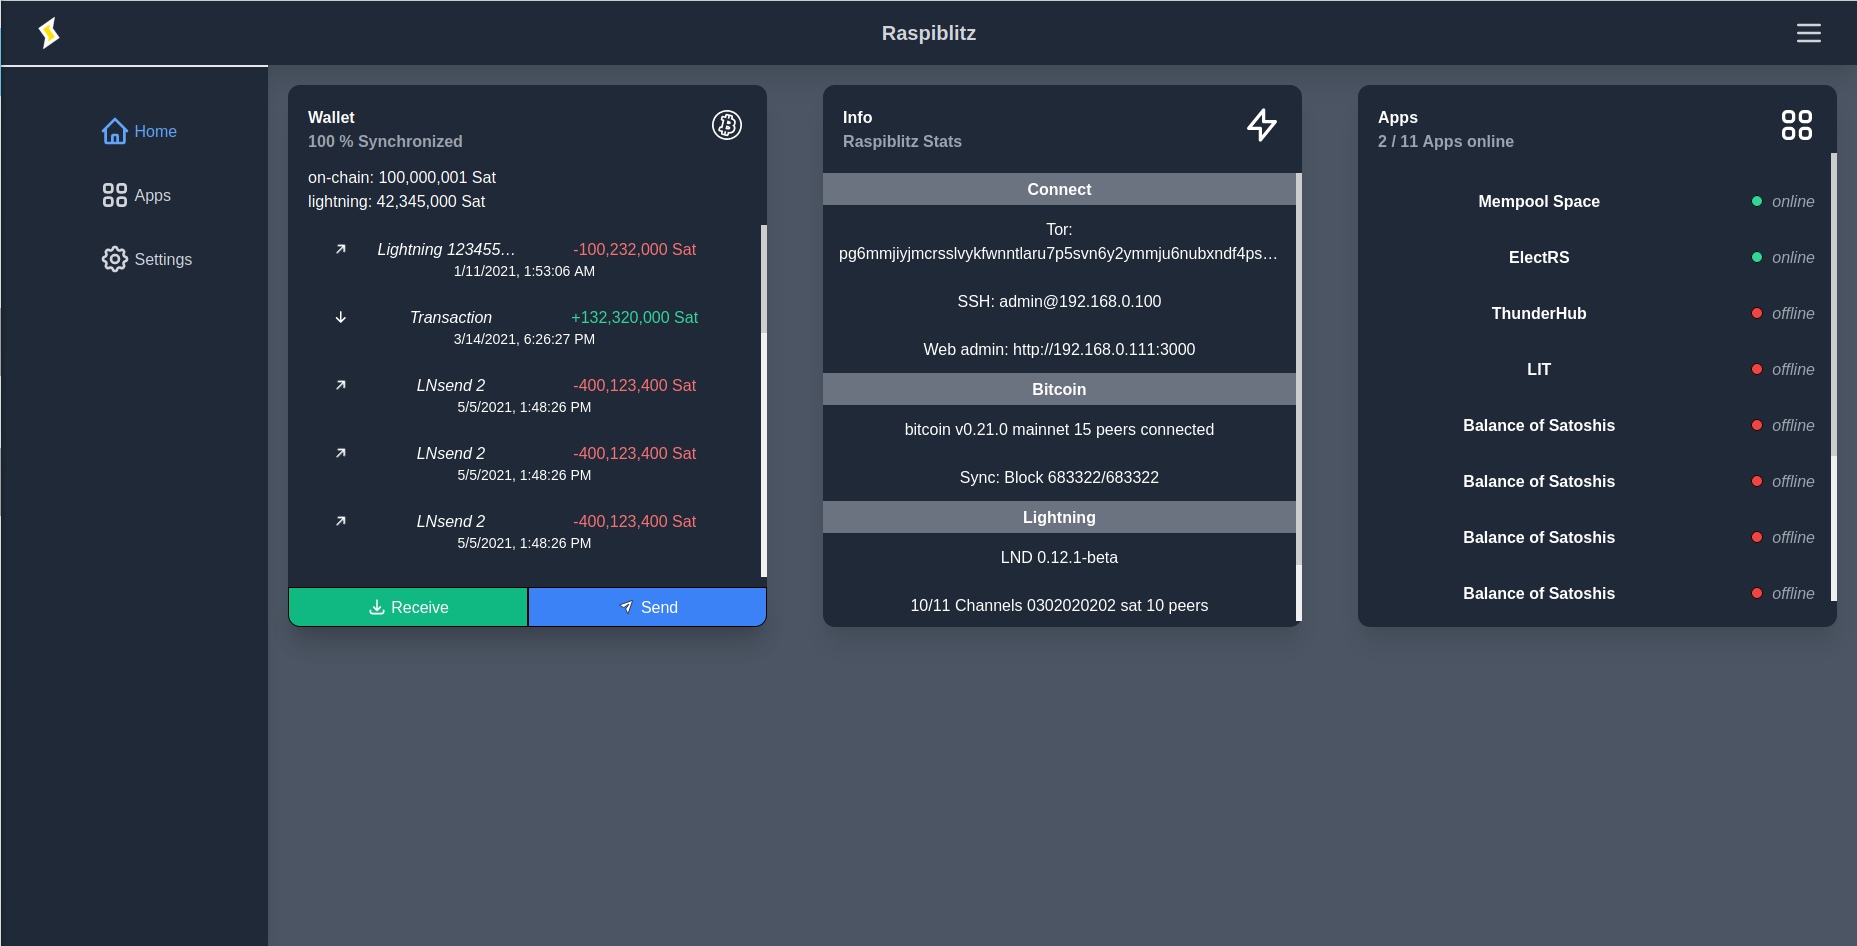 Raspiblitz
Home
Apps
Settings
Wallet
100 % Synchronized
on-chain: 100,000,001 Sat
lightning: 42,345,000 Sat
Lightning 123455… -100,232,000 Sat
1/11/2021, 1:53:06 AM
Transaction +132,320,000 Sat
3/14/2021, 6:26:27 PM
LNsend 2 -400,123,400 Sat
5/5/2021, 1:48:26 PM
LNsend 2 -400,123,400 Sat
5/5/2021, 1:48:26 PM
LNsend 2 -400,123,400 Sat
5/5/2021, 1:48:26 PM
Receive Send
Info
Raspiblitz Stats
Connect
Tor:
pg6mmjiyjmcrsslvykfwnntlaru7p5svn6y2ymmju6nubxndf4ps…
SSH: admin@192.168.0.100
Web admin: http://192.168.0.111:3000
Bitcoin
bitcoin v0.21.0 mainnet 15 peers connected
Sync: Block 683322/683322
Lightning
LND 0.12.1-beta
10/11 Channels 0302020202 sat 10 peers
Apps
2 / 11 Apps online
Mempool Space online
ElectRS online
ThunderHub offline
LIT offline
Balance of Satoshis offline
Balance of Satoshis offline
Balance of Satoshis offline
Balance of Satoshis offline